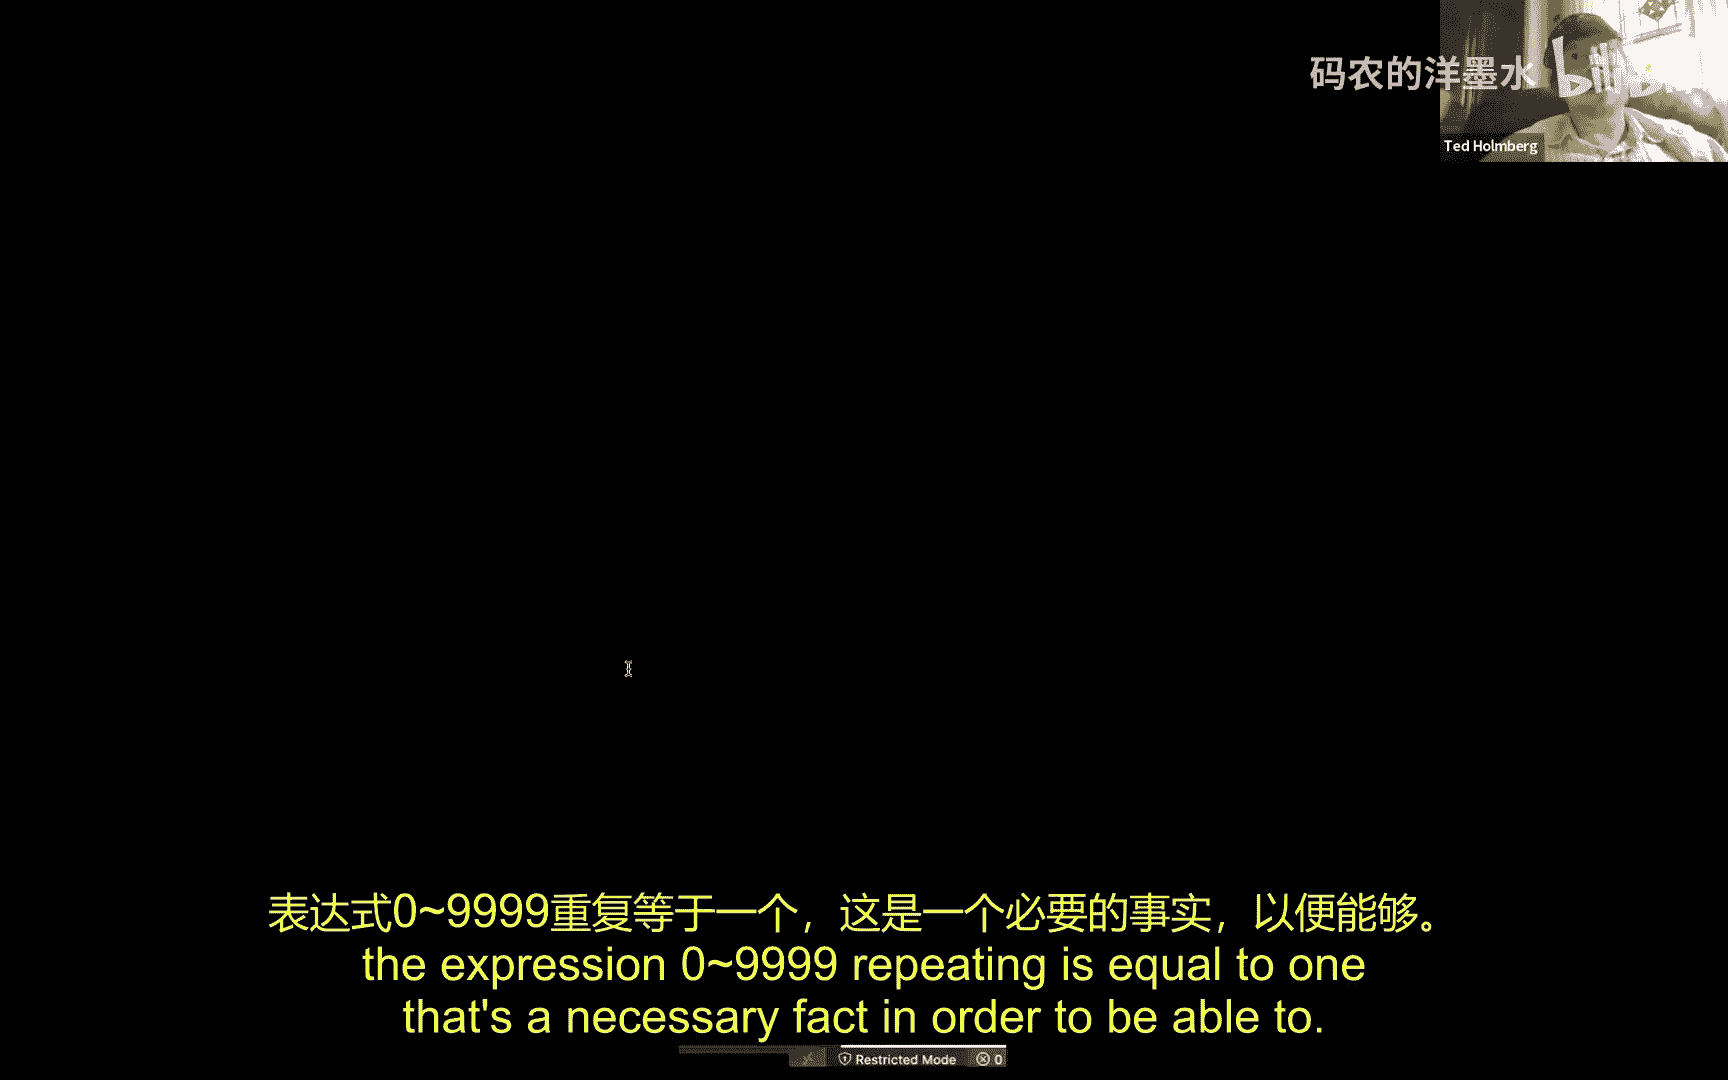 码农的洋墨水
bilib
Ted Holmberg
表达式0~9999重复等于一个，这是一个必要的事实，以便能够。
the expression 0~9999 repeating is equal to one
that's a necessary fact in order to be able to.
Restricted Mode
0